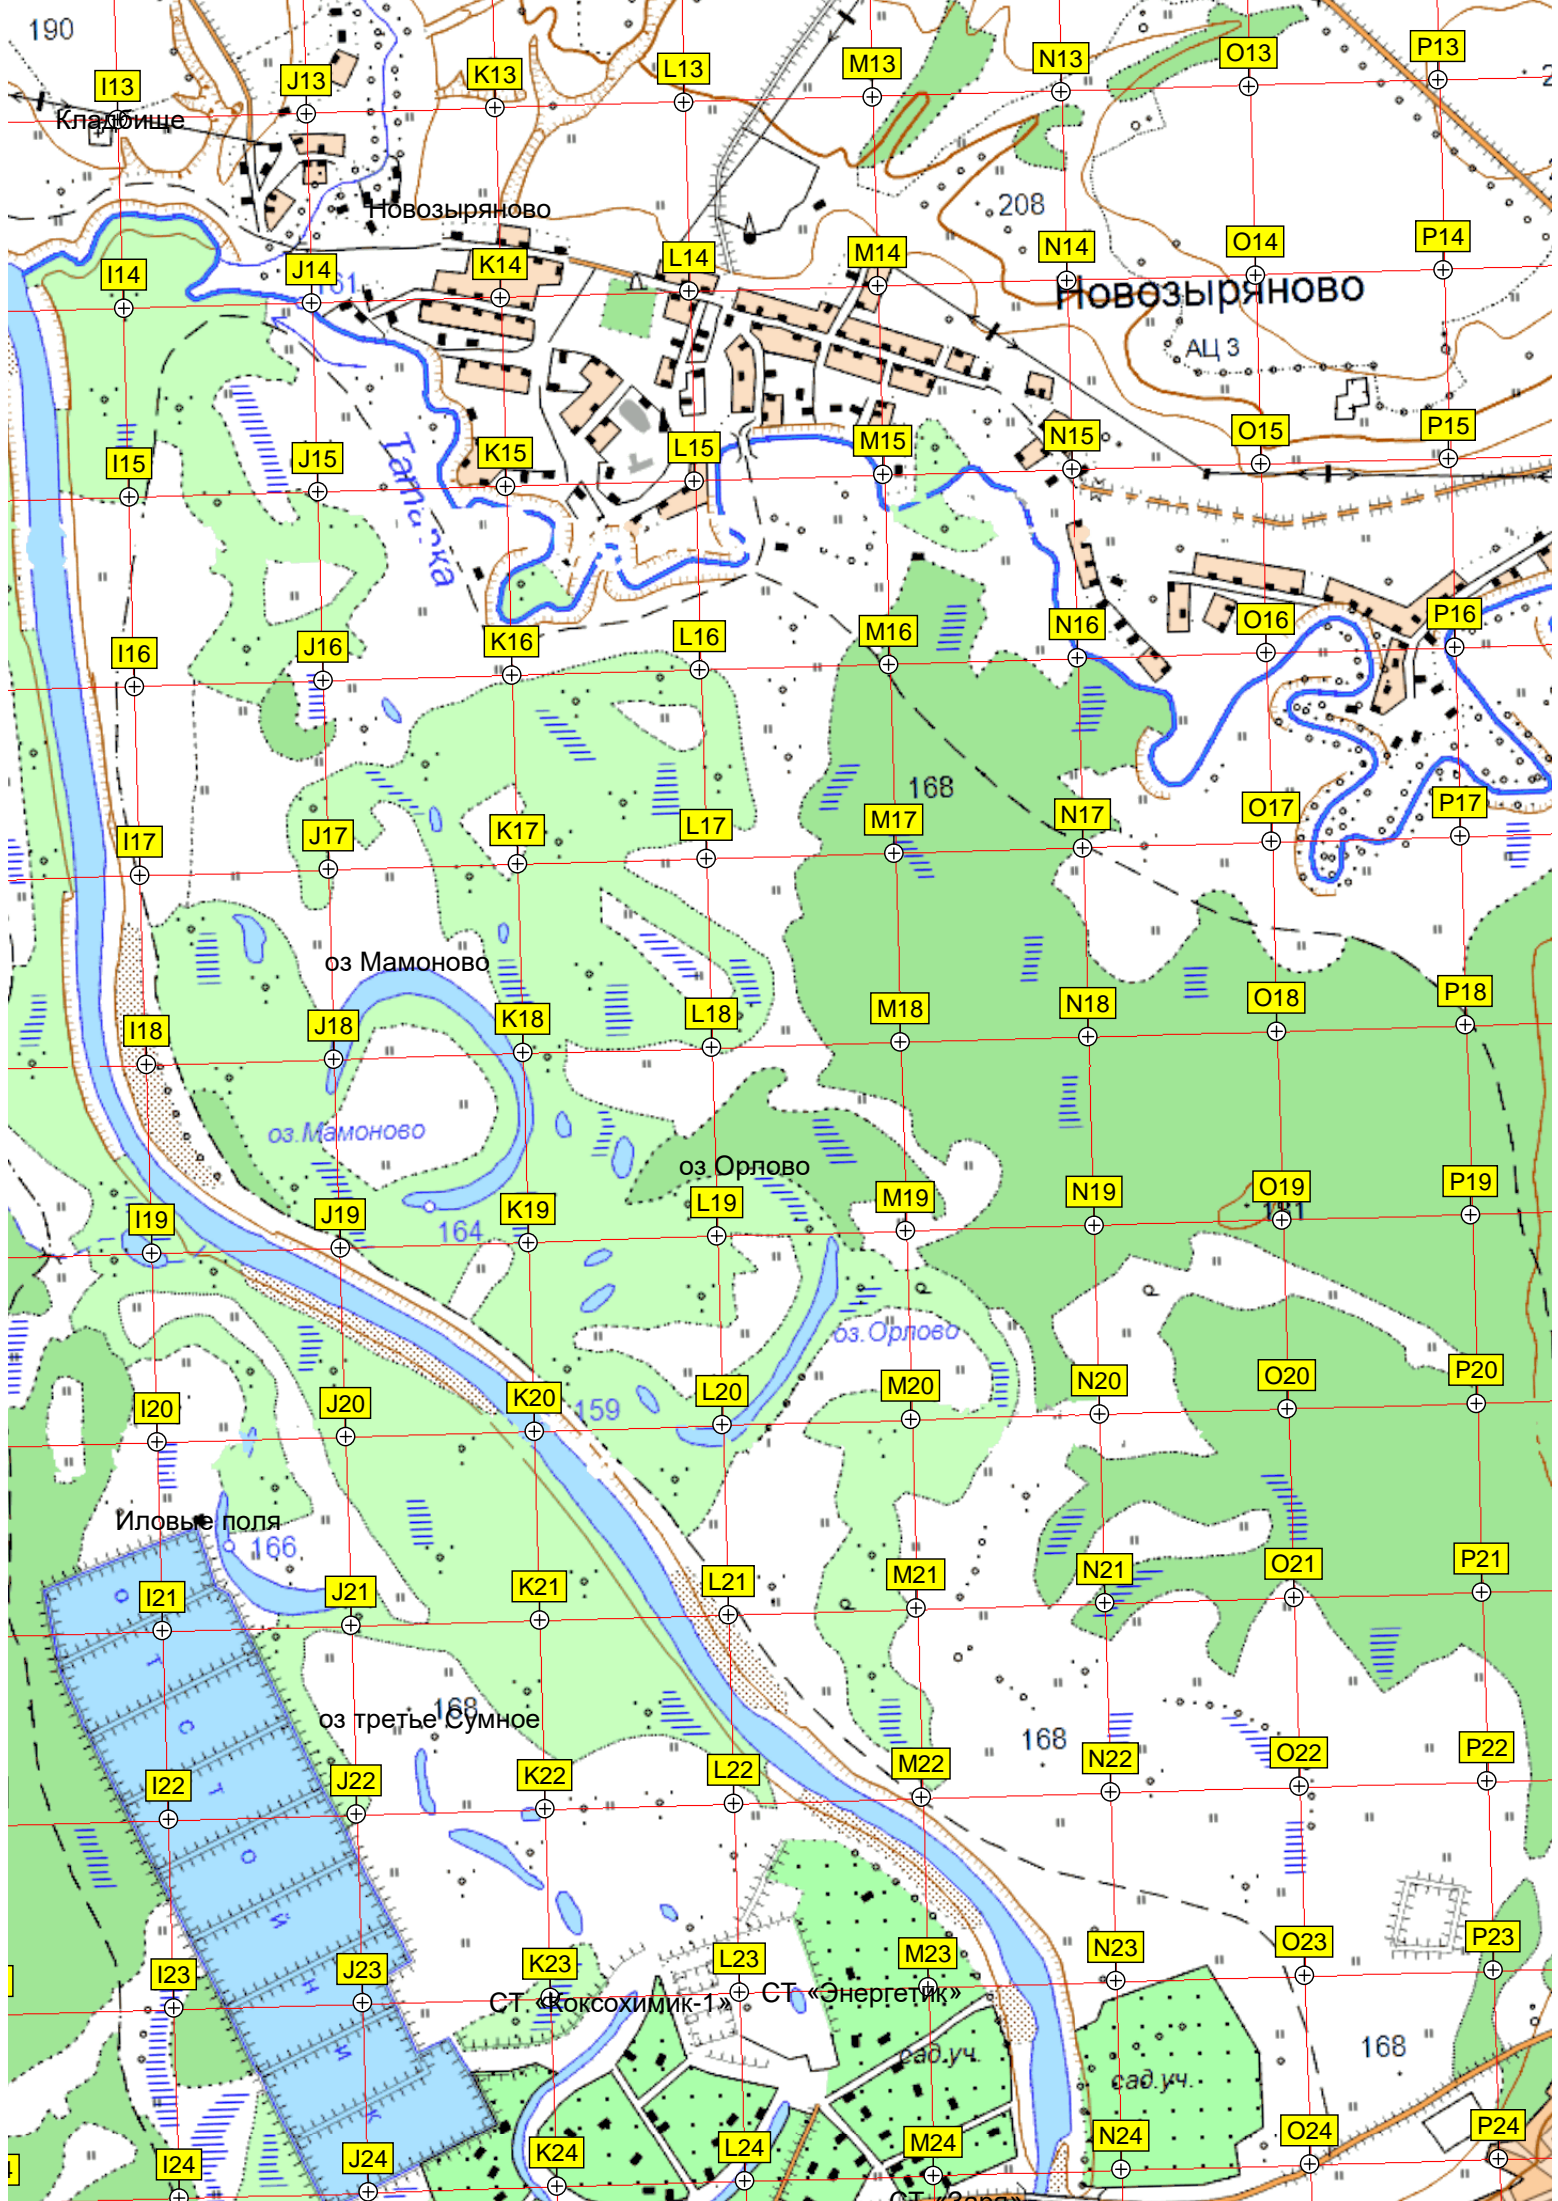 190
I13
J13
K13
L13
M13
N13
O13
P13
Кладбище
Новозыряново
208
I14
J14
K14
L14
M14
N14
O14
P14
Новозыряново
АЦ 3
I15
J15
K15
L15
M15
N15
O15
P15
I16
J16
K16
L16
M16
N16
O16
P16
168
I17
J17
K17
L17
M17
N17
O17
P17
оз Мамоново
I18
J18
K18
L18
M18
N18
O18
P18
оз.Мамоново
оз Орлово
164
I19
J19
K19
L19
M19
N19
O19
P19
оз.Орлово
159
I20
J20
K20
L20
M20
N20
O20
P20
Иловые поля
166
I21
J21
K21
L21
M21
N21
O21
P21
О Т С Т О Й Н И К
168
оз третье Сумное
168
I22
J22
K22
L22
M22
N22
O22
P22
I23
J23
K23
L23
M23
N23
O23
P23
СТ «Коксохимик-1»
СТ «Энергетик»
сад.уч.
сад.уч.
168
I24
J24
K24
L24
M24
N24
O24
P24